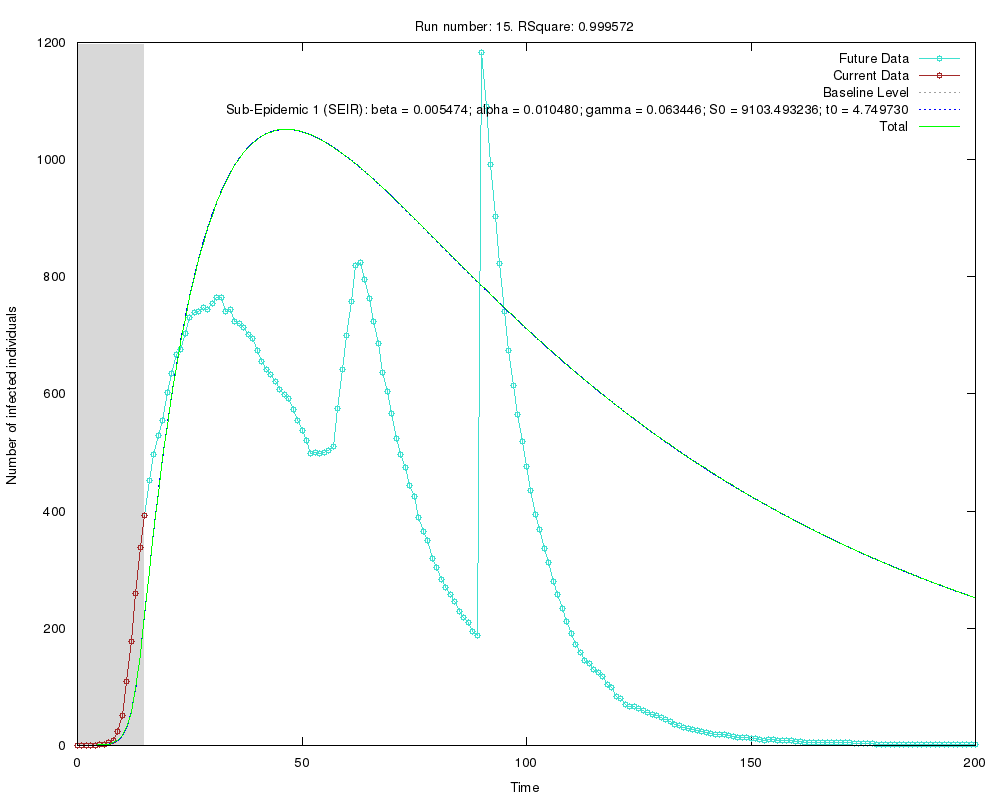 Run number: 15. RSquare: 0.999572
Future Data
Current Data
Baseline Level
Sub-Epidemic 1 (SEIR): beta = 0.005474; alpha = 0.010480; gamma = 0.063446; S0 = 9103.493236; t0 = 4.749730
Total
1200
1000
800
600
400
200
0
Number of infected individuals
0 50 100 150 200
Time